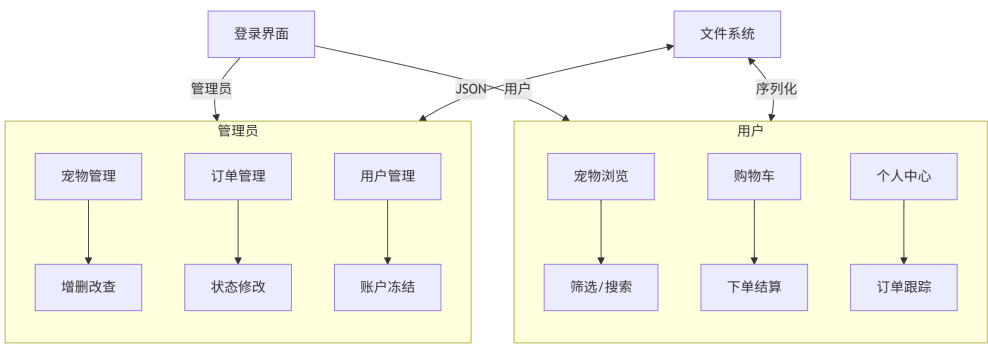 登录界面
文件系统
管理员
JSON
用户
序列化
管理员
用户
宠物管理
订单管理
用户管理
宠物浏览
购物车
个人中心
增删改查
状态修改
账户冻结
筛选/搜索
下单结算
订单跟踪